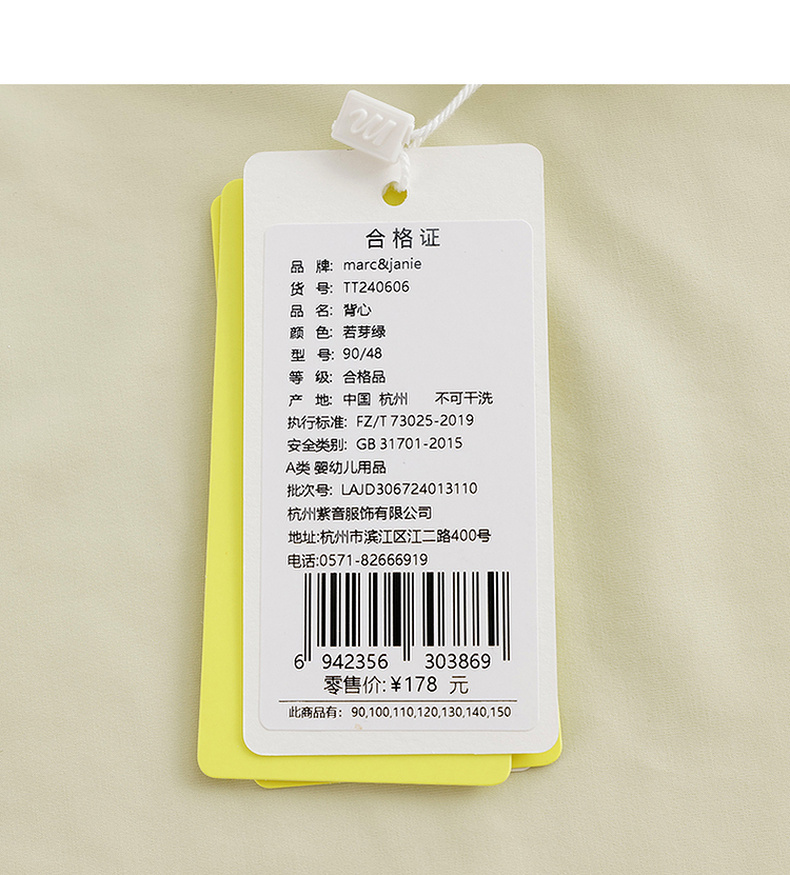 合格证
品 牌: marc&janie
货 号: TT240606
品 名: 背心
颜 色: 若芽绿
型 号: 90/48
等 级: 合格品
产 地: 中国 杭州 不可干洗
执行标准: FZ/T 73025-2019
安全类别: GB 31701-2015
A类 婴幼儿用品
批次号: LAJD306724013110
杭州紫音服饰有限公司
地址:杭州市滨江区江二路400号
电话:0571-82666919
6 942356 303869
零售价:¥178 元
此商品有: 90,100,110,120,130,140,150